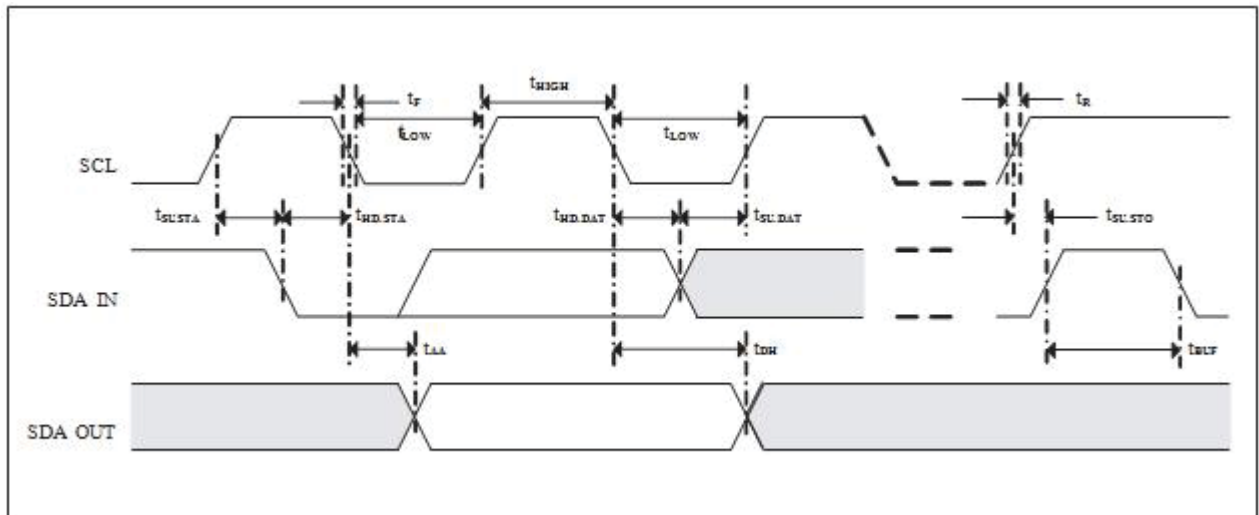 tF
tHIGH
tR
tLOW
tLOW
SCL
tSU.STA
tHD.STA
tHD.DAT
tSU.DAT
tSU.STO
SDA IN
tAA
tDH
tBUF
SDA OUT